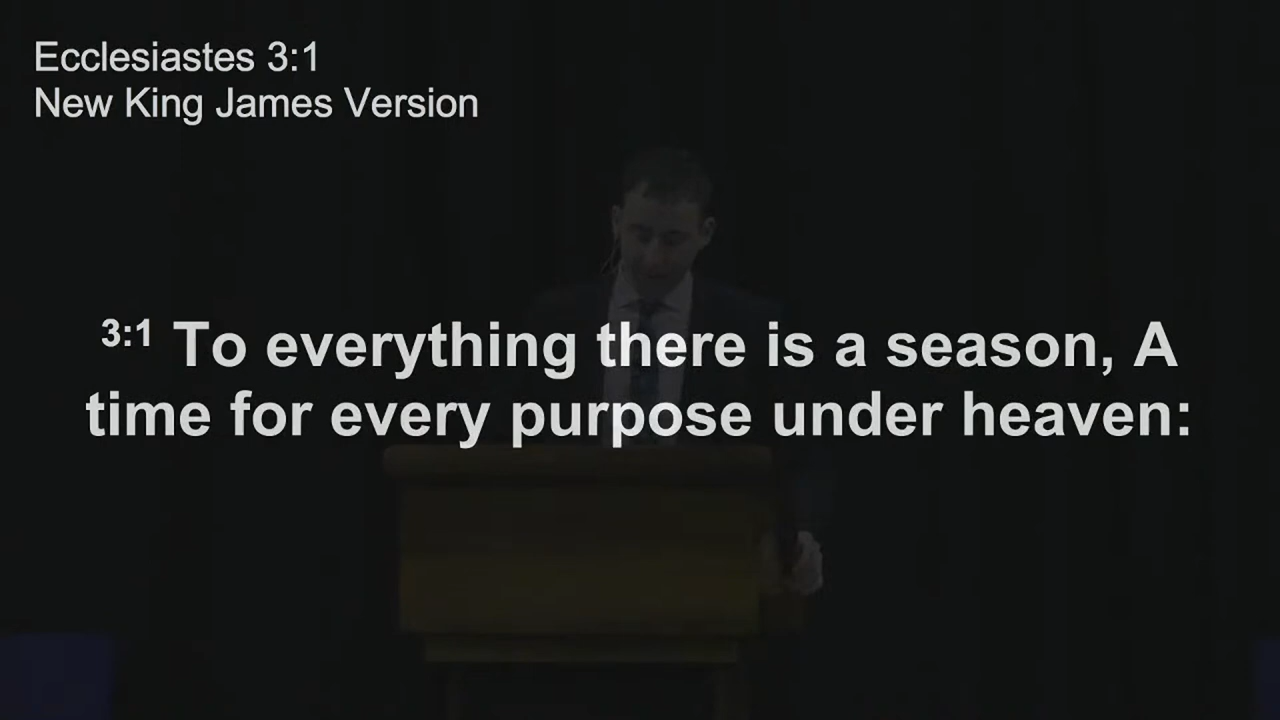 Ecclesiastes 3:1
New King James Version
3:1 To everything there is a season, A
time for every purpose under heaven: